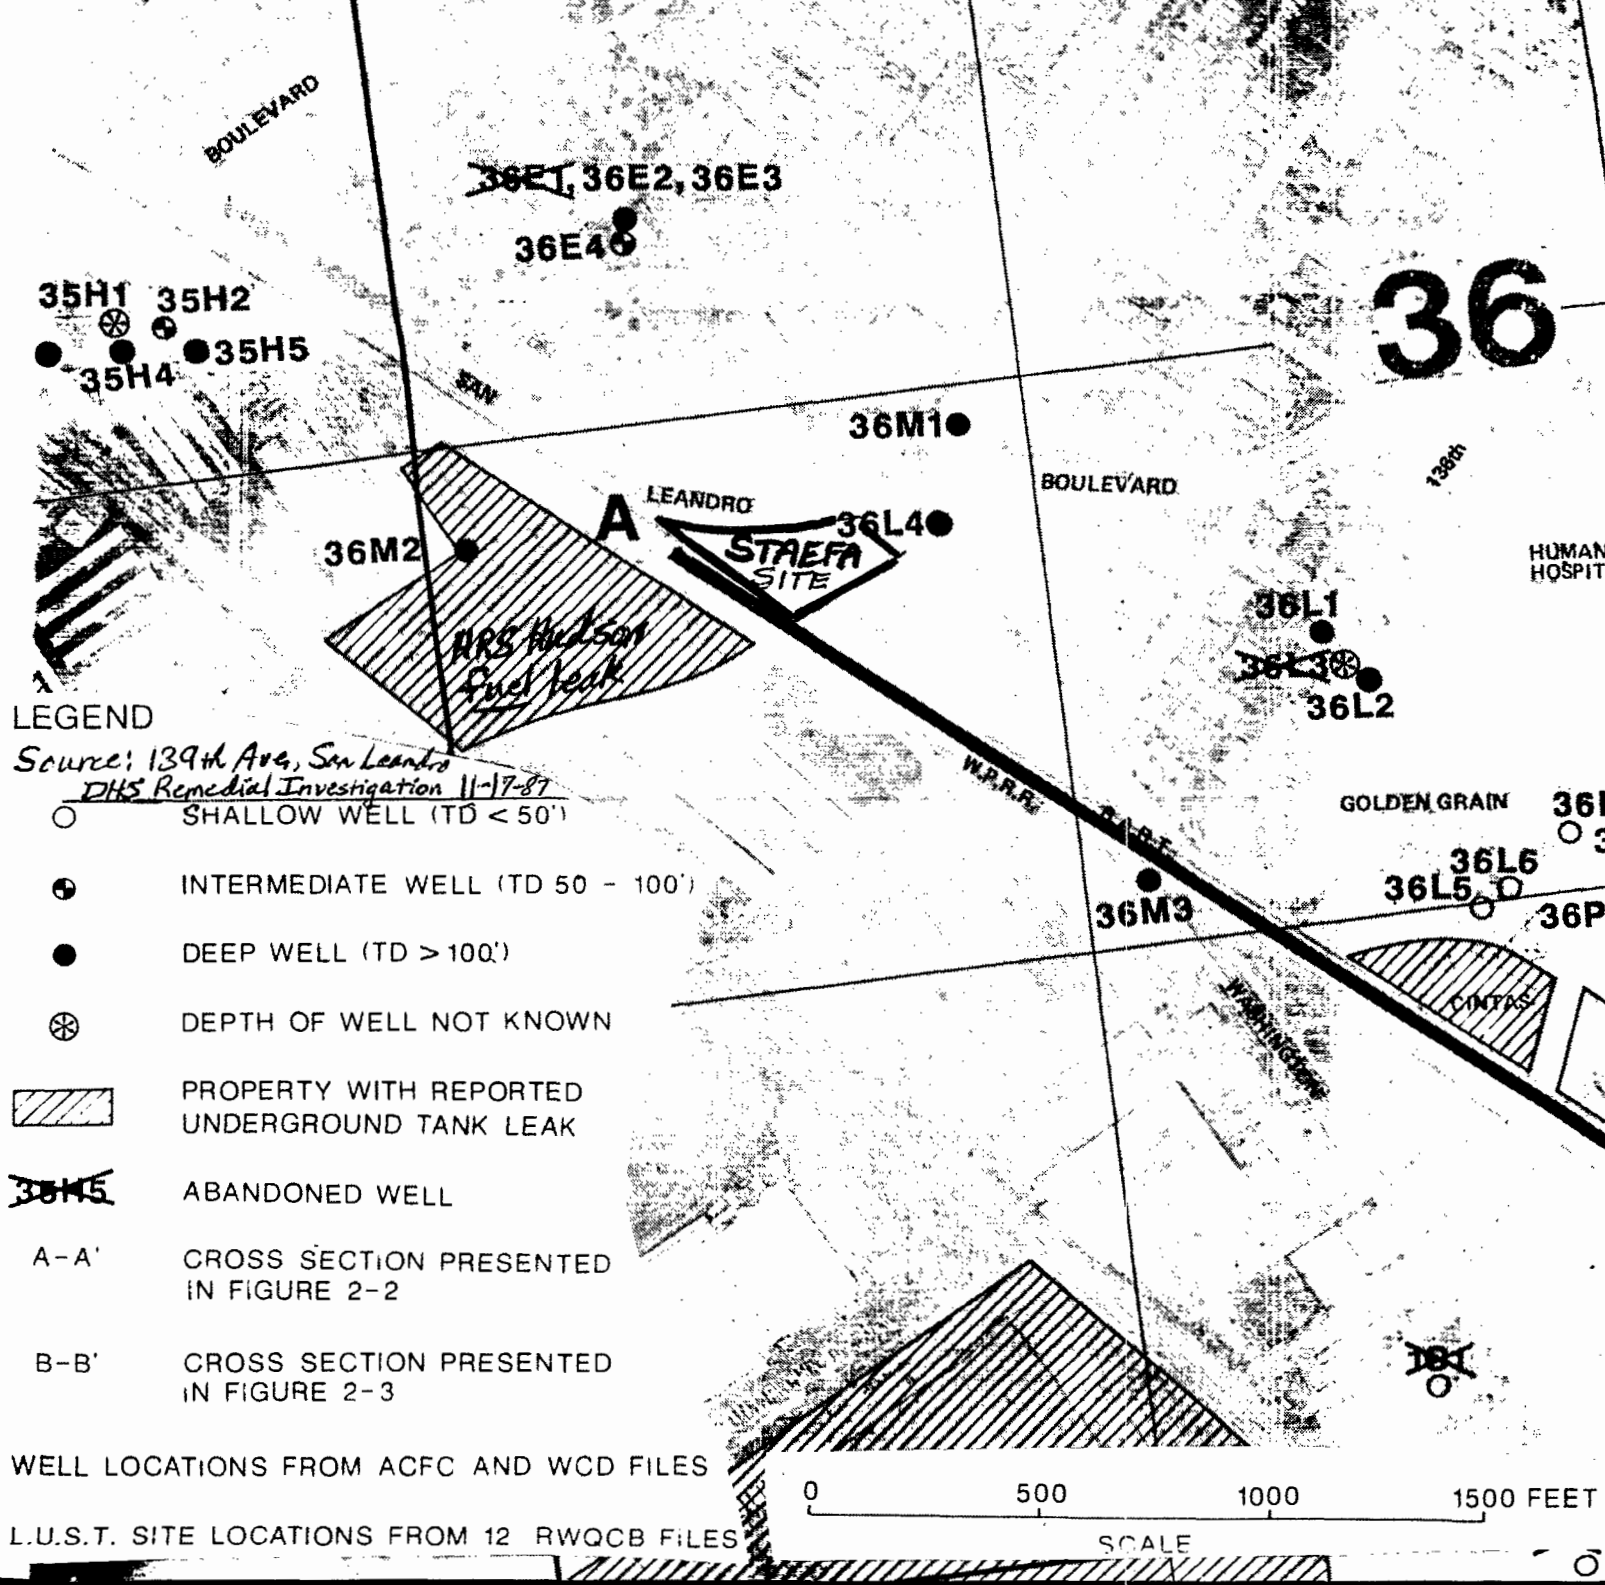 BOULEVARD
36E1, 36E2, 36E3
36E4
36
35H1 35H2
35H5
35H4
SAN
36M1
138th
BOULEVARD
LEANDRO
A
36L4
36M2
STAEFA
SITE
HUMAN
HOSPIT
36L1
HRS Hudson
fuel leak
36L3
36L2
LEGEND
Source: 139th Ave, San Leandro
DHS Remedial Investigation 11-17-87
W.P.R.R.
B.A.R.T.
GOLDEN GRAIN
36L6
36L5
36M3
36P
CINTAS
WASHINGTON
SHALLOW WELL (TD < 50')
INTERMEDIATE WELL (TD 50 - 100')
DEEP WELL (TD > 100')
DEPTH OF WELL NOT KNOWN
PROPERTY WITH REPORTED
UNDERGROUND TANK LEAK
35H5 ABANDONED WELL
A-A' CROSS SECTION PRESENTED
IN FIGURE 2-2
B-B' CROSS SECTION PRESENTED
IN FIGURE 2-3
WELL LOCATIONS FROM ACFC AND WCD FILES
L.U.S.T. SITE LOCATIONS FROM 12 RWQCB FILES
0 500 1000 1500 FEET
SCALE